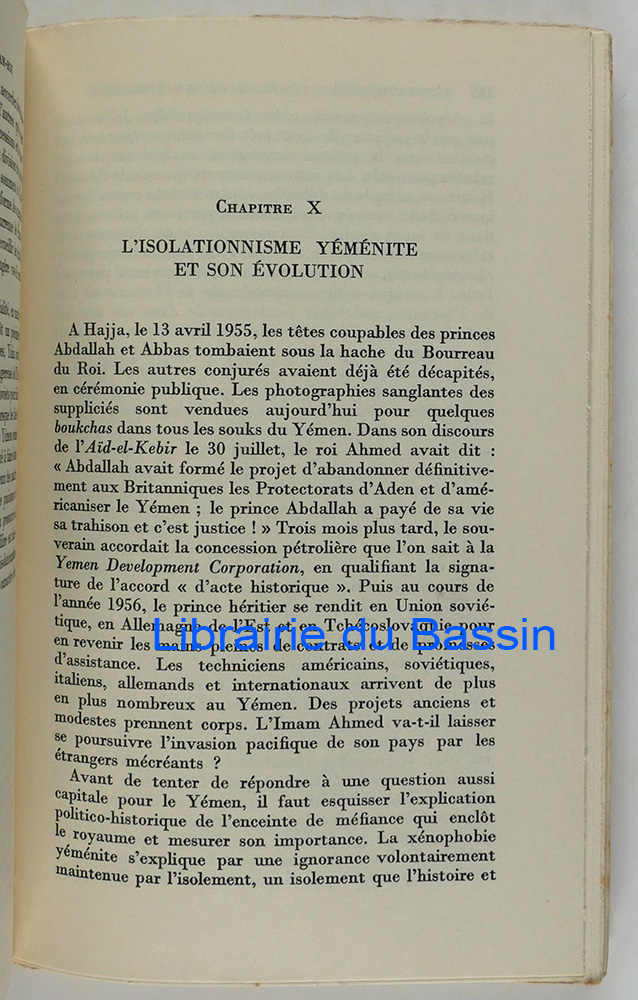 CHAPITRE X
L'ISOLATIONNISME YÉMÉNITE
ET SON ÉVOLUTION
A Hajja, le 13 avril 1955, les têtes coupables des princes
Abdallah et Abbas tombaient sous la hache du Bourreau
du Roi. Les autres conjurés avaient déjà été décapités,
en cérémonie publique. Les photographies sanglantes des
suppliciés sont vendues aujourd'hui pour quelques
boukchas dans tous les souks du Yémen. Dans son discours
de l'Aïd-el-Kebir le 30 juillet, le roi Ahmed avait dit :
« Abdallah avait formé le projet d'abandonner définitive-
ment aux Britanniques les Protectorats d'Aden et d'amé-
ricaniser le Yémen ; le prince Abdallah a payé de sa vie
sa trahison et c'est justice ! » Trois mois plus tard, le sou-
verain accordait la concession pétrolière que l'on sait à la
Yemen Development Corporation, en qualifiant la signa-
ture de l'accord « d'acte historique ». Puis au cours de
l'année 1956, le prince héritier se rendit en Union sovié-
tique, en Allemagne de l'Est et en Tchécoslovaquie pour
en revenir les mains pleines de contrats et de promesses
Librairie du Bassin
d'assistance. Les techniciens américains, soviétiques,
italiens, allemands et internationaux arrivent de plus
en plus nombreux au Yémen. Des projets anciens et
modestes prennent corps. L'Imam Ahmed va-t-il laisser
se poursuivre l'invasion pacifique de son pays par les
étrangers mécréants ?
Avant de tenter de répondre à une question aussi
capitale pour le Yémen, il faut esquisser l'explication
politico-historique de l'enceinte de méfiance qui enclôt
le royaume et mesurer son importance. La xénophobie
yéménite s'explique par une ignorance volontairement
maintenue par l'isolement, un isolement que l'histoire et